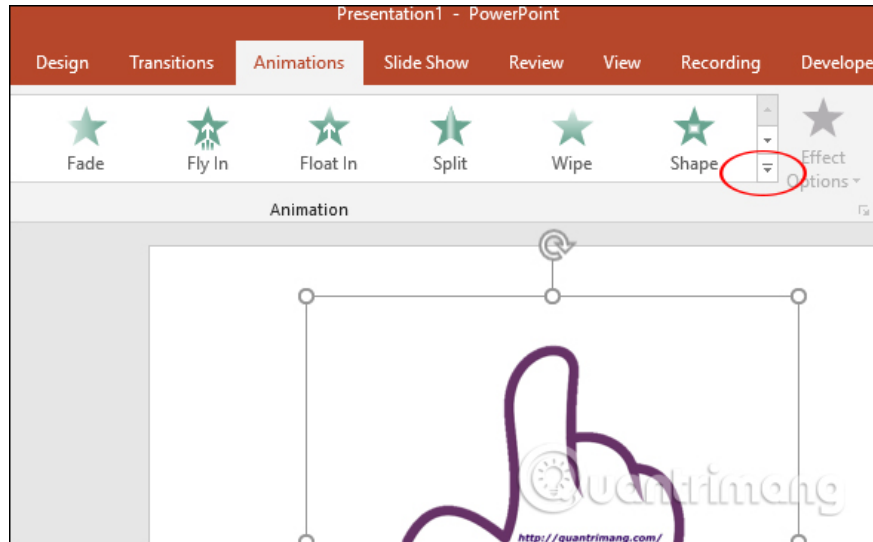 Presentation1 - PowerPoint
Design Transitions Animations Slide Show Review View Recording Develope
Fade Fly In Float In Split Wipe Shape Effect
Options
Animation
Quantrimang
http://quantrimang.com/